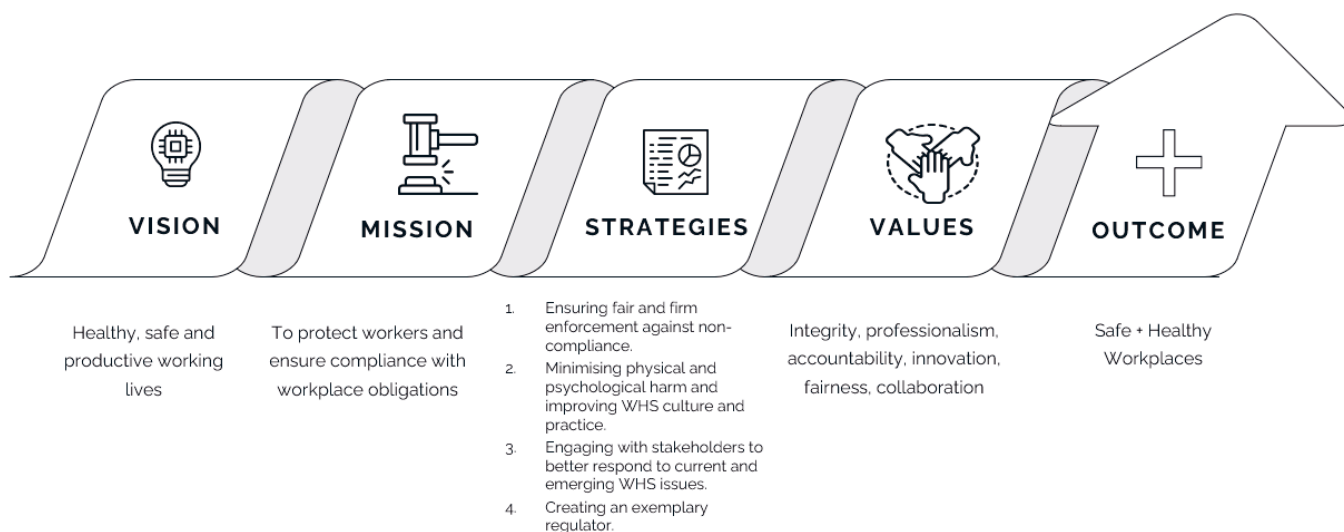 VISION
Healthy, safe and
productive working
lives
MISSION
To protect workers and
ensure compliance with
workplace obligations
STRATEGIES
1. Ensuring fair and firm
enforcement against non-
compliance.
2. Minimising physical and
psychological harm and
improving WHS culture and
practice.
3. Engaging with stakeholders to
better respond to current and
emerging WHS issues.
4. Creating an exemplary
regulator.
VALUES
Integrity, professionalism,
accountability, innovation,
fairness, collaboration
OUTCOME
Safe + Healthy
Workplaces